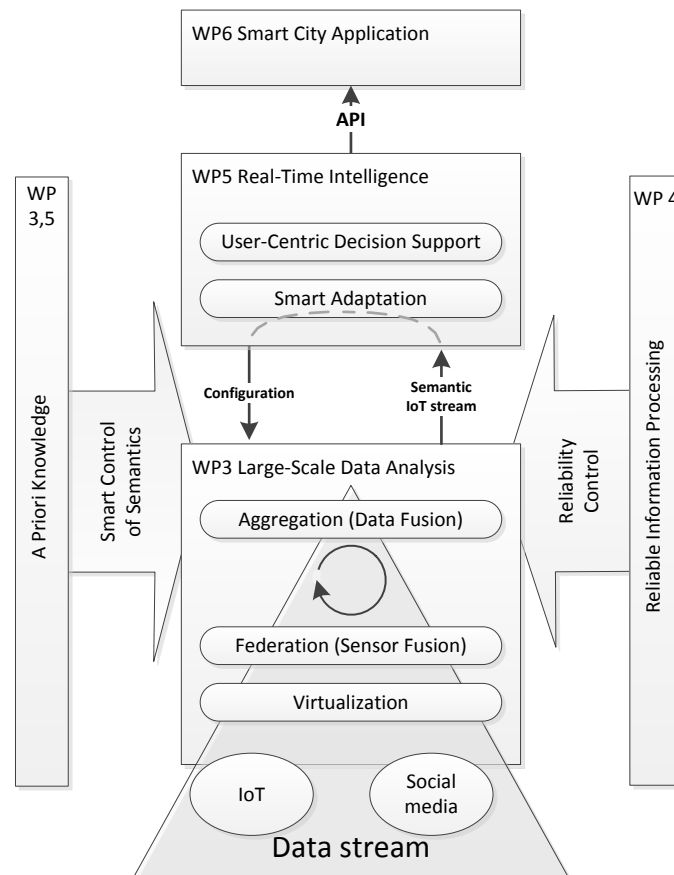 WP6 Smart City Application
API
WP5 Real-Time Intelligence
User-Centric Decision Support
Smart Adaptation
WP
3,5
A Priori Knowledge
Smart Control
of Semantics
Configuration
Semantic
IoT stream
WP 4
Reliable Information Processing
Reliability
Control
WP3 Large-Scale Data Analysis
Aggregation (Data Fusion)
Federation (Sensor Fusion)
Virtualization
IoT
Social
media
Data stream